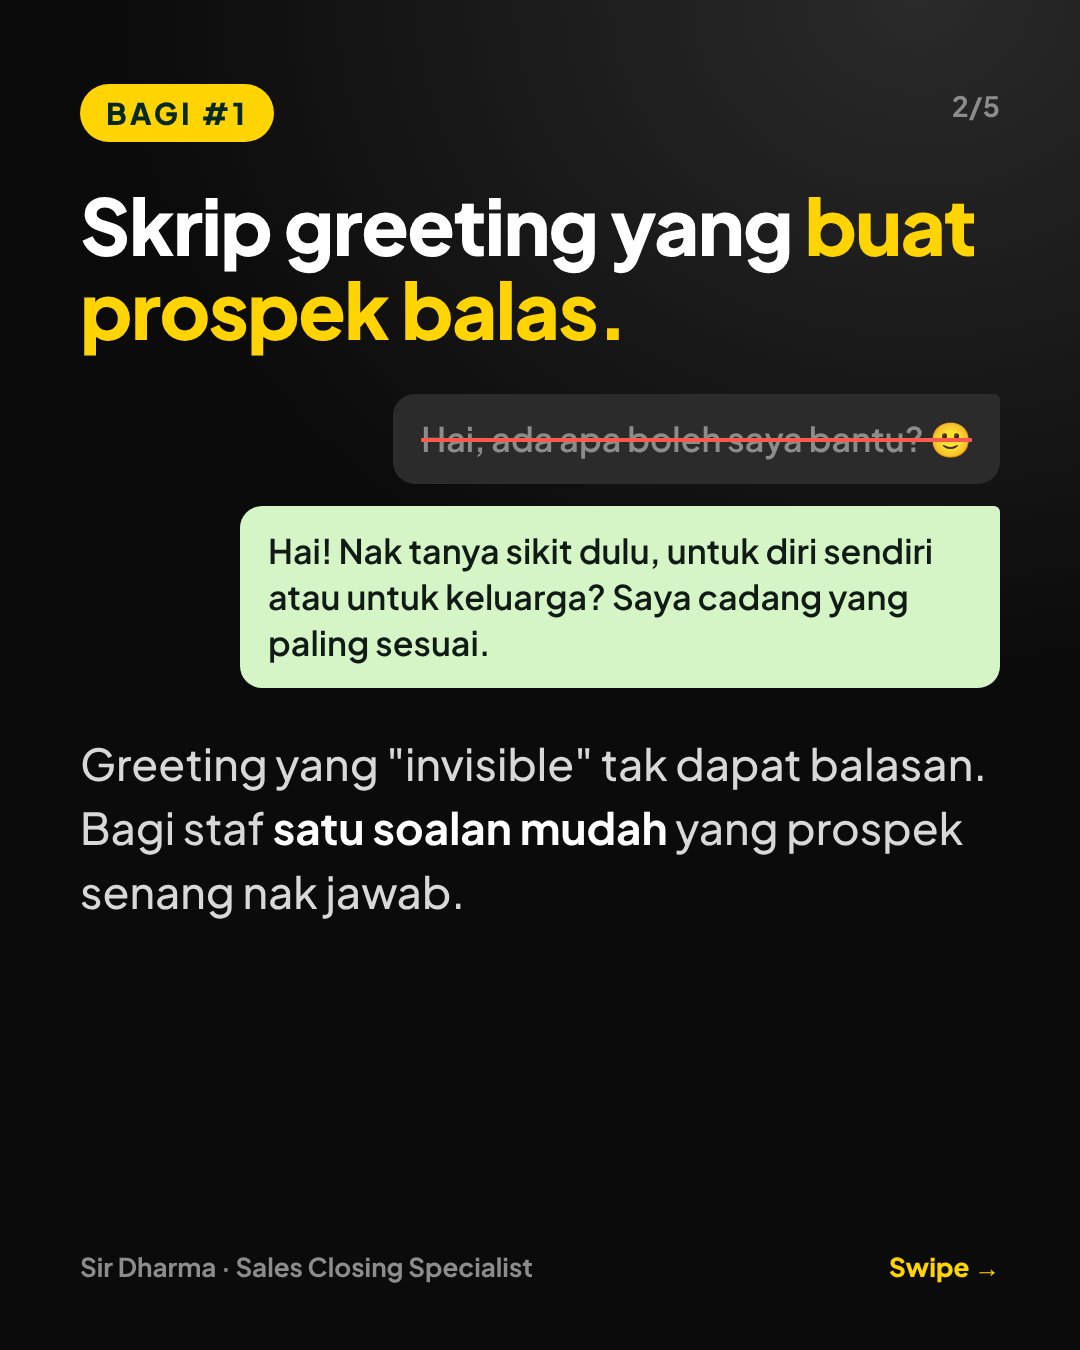 BAGI #1
2/5
Skrip greeting yang buat
prospek balas.
Hai, ada apa boleh saya bantu? 🙂
Hai! Nak tanya sikit dulu, untuk diri sendiri
atau untuk keluarga? Saya cadang yang
paling sesuai.
Greeting yang "invisible" tak dapat balasan.
Bagi staf satu soalan mudah yang prospek
senang nak jawab.
Sir Dharma · Sales Closing Specialist
Swipe →